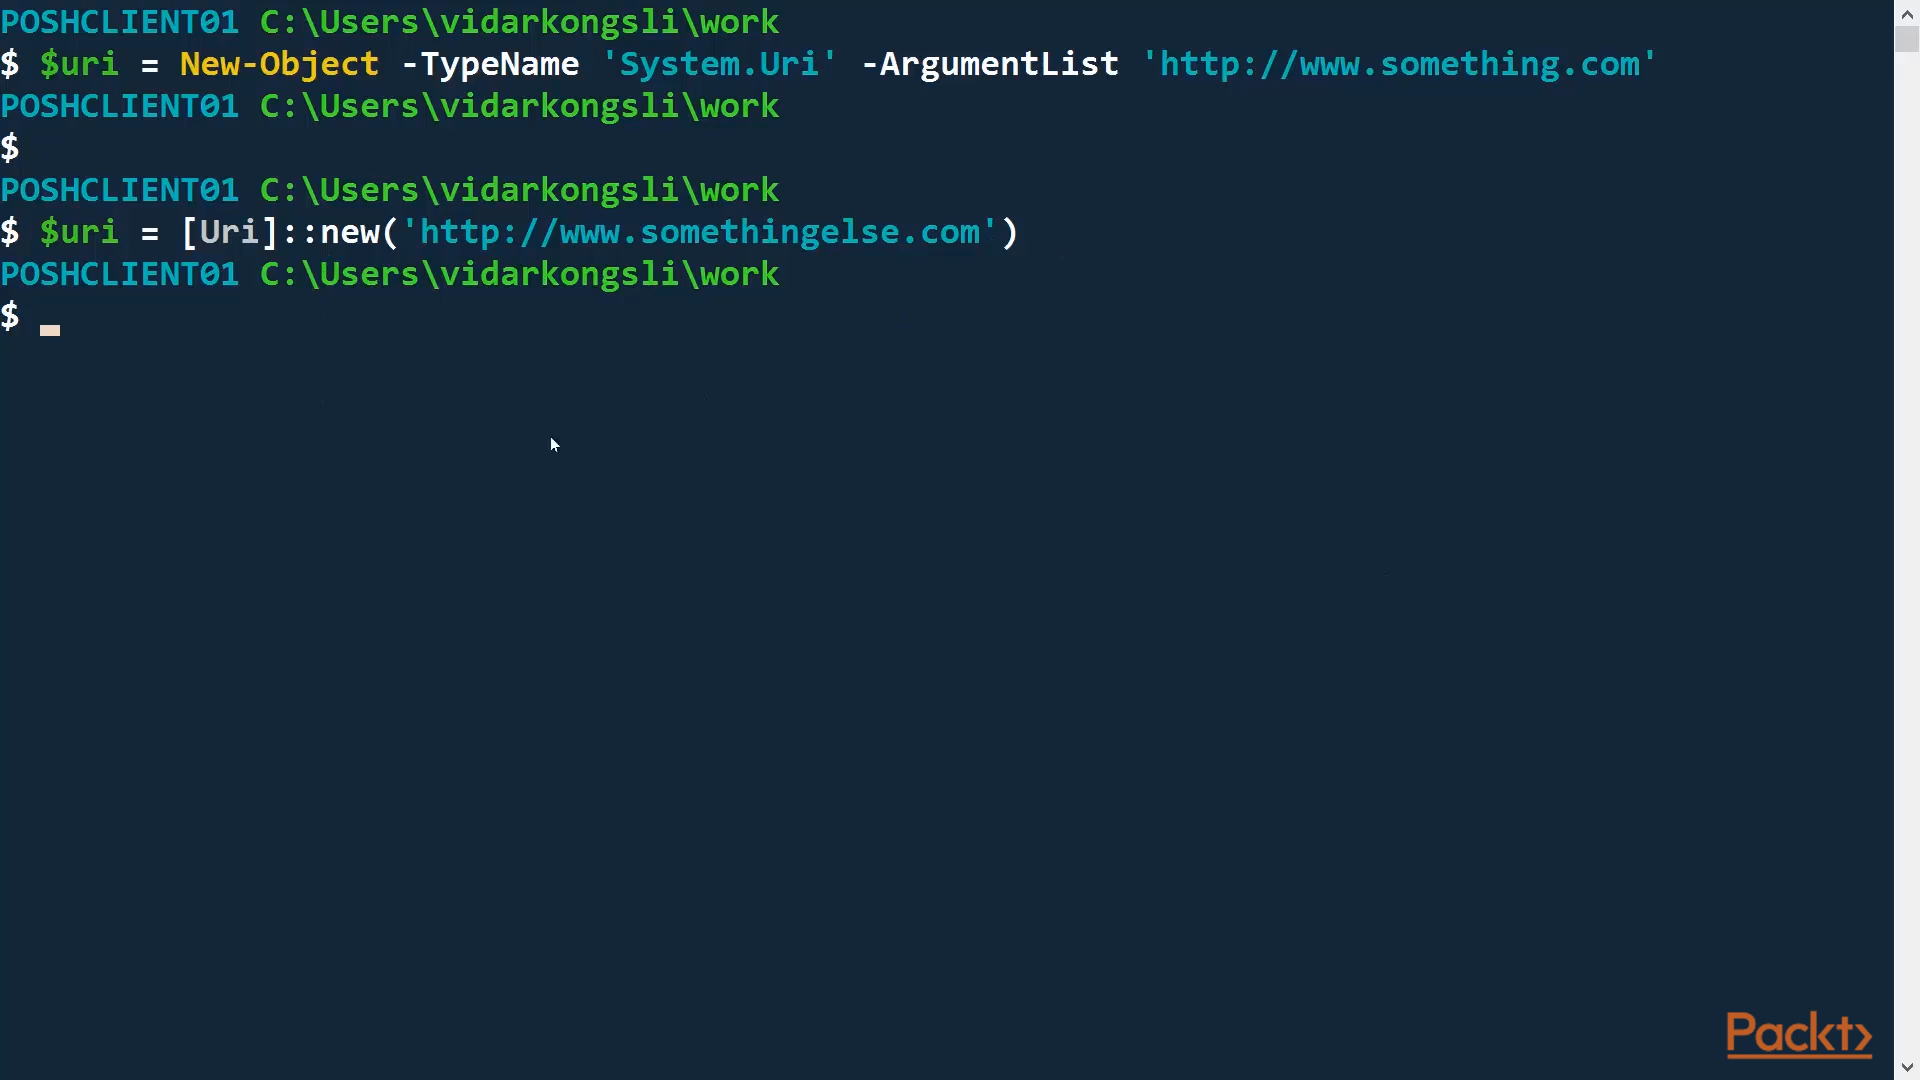 POSHCLIENT01 C:\Users\vidarkongsli\work
$ $uri = New-Object -TypeName 'System.Uri' -ArgumentList 'http://www.something.com'
POSHCLIENT01 C:\Users\vidarkongsli\work
$
POSHCLIENT01 C:\Users\vidarkongsli\work
$ $uri = [Uri]::new('http://www.somethingelse.com')
POSHCLIENT01 C:\Users\vidarkongsli\work
$
Packt>